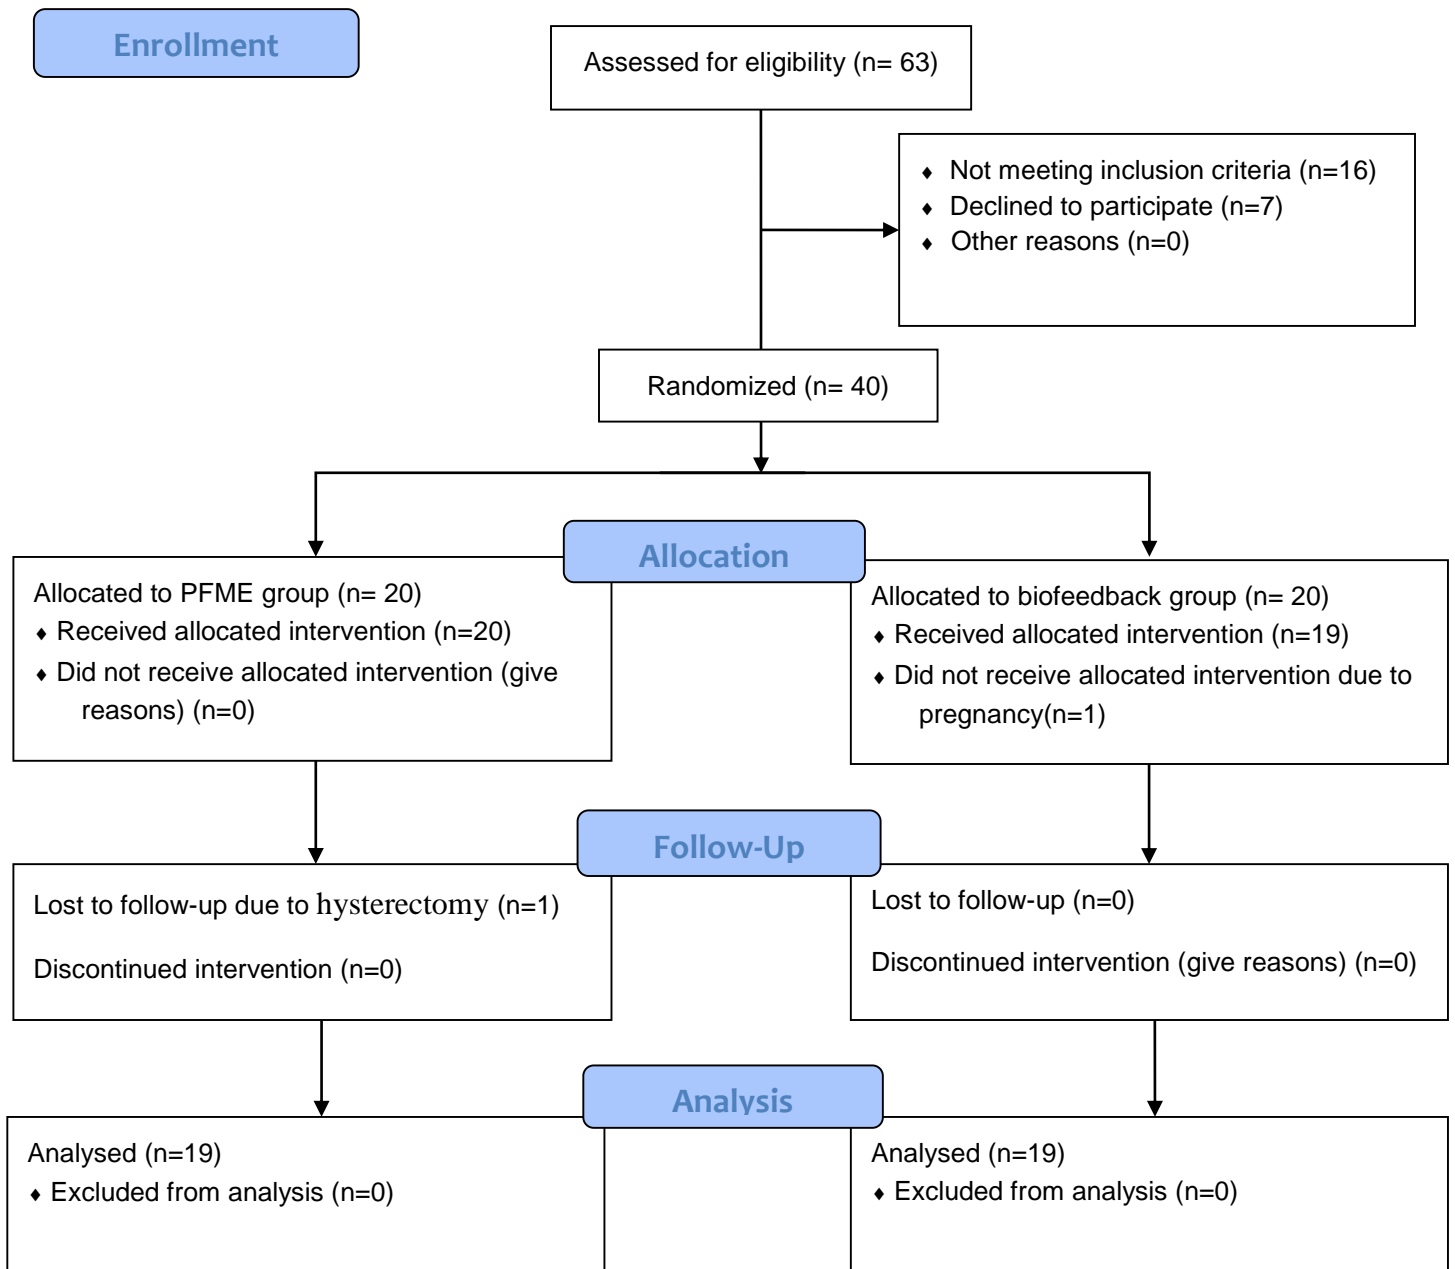 Enrollment
Assessed for eligibility (n= 63)
♦ Not meeting inclusion criteria (n=16)
♦ Declined to participate (n=7)
♦ Other reasons (n=0)
Randomized (n= 40)
Allocation
Allocated to PFME group (n= 20)
♦ Received allocated intervention (n=20)
♦ Did not receive allocated intervention (give
reasons) (n=0)
Allocated to biofeedback group (n= 20)
♦ Received allocated intervention (n=19)
♦ Did not receive allocated intervention due to
pregnancy(n=1)
Follow-Up
Lost to follow-up due to hysterectomy (n=1)
Discontinued intervention (n=0)
Lost to follow-up (n=0)
Discontinued intervention (give reasons) (n=0)
Analysis
Analysed (n=19)
♦ Excluded from analysis (n=0)
Analysed (n=19)
♦ Excluded from analysis (n=0)